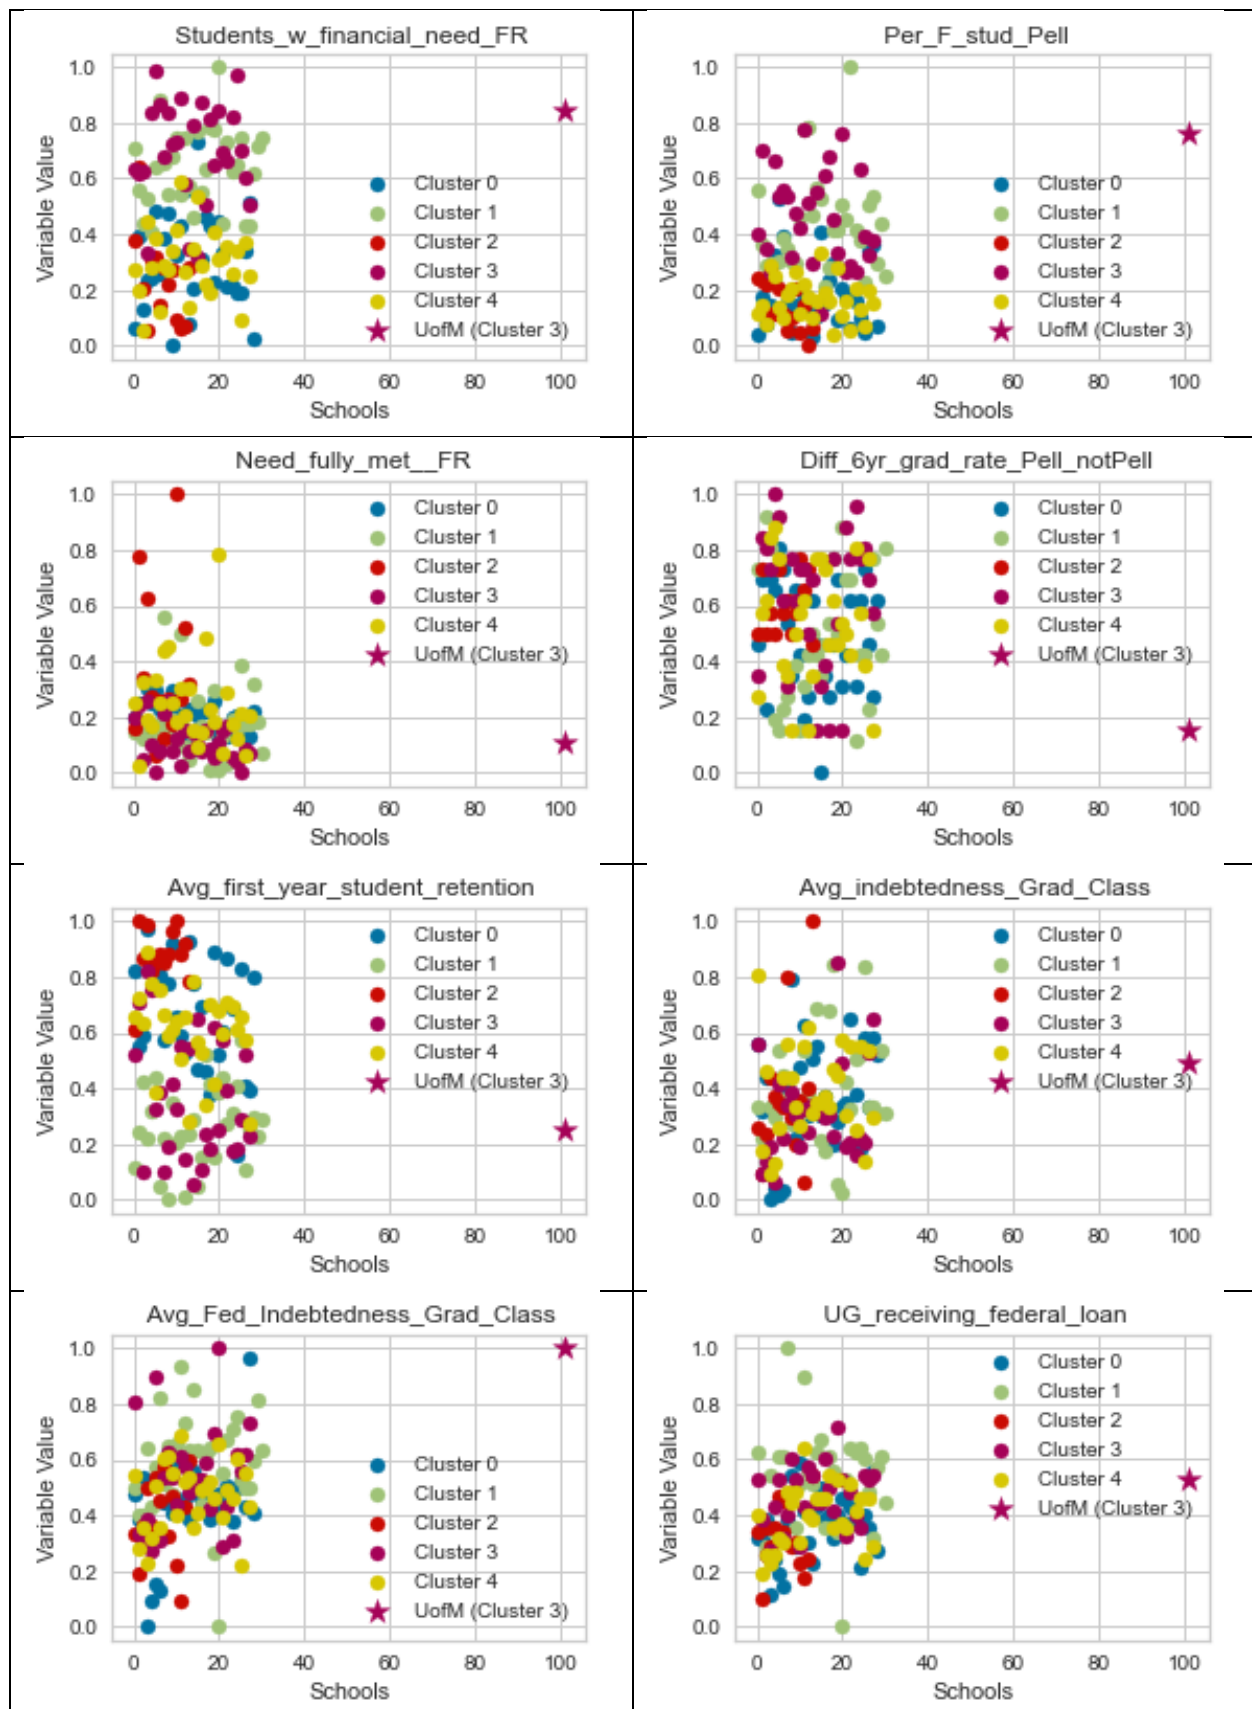 Students_w_financial_need_FR
Variable Value
1.0
0.8
0.6
0.4
0.2
0.0
Cluster 0
Cluster 1
Cluster 2
Cluster 3
Cluster 4
UofM (Cluster 3)
0 20 40 60 80 100
Schools
Per_F_stud_Pell
Variable Value
1.0
0.8
0.6
0.4
0.2
0.0
Cluster 0
Cluster 1
Cluster 2
Cluster 3
Cluster 4
UofM (Cluster 3)
0 20 40 60 80 100
Schools
Need_fully_met__FR
Variable Value
1.0
0.8
0.6
0.4
0.2
0.0
Cluster 0
Cluster 1
Cluster 2
Cluster 3
Cluster 4
UofM (Cluster 3)
0 20 40 60 80 100
Schools
Diff_6yr_grad_rate_Pell_notPell
Variable Value
1.0
0.8
0.6
0.4
0.2
0.0
Cluster 0
Cluster 1
Cluster 2
Cluster 3
Cluster 4
UofM (Cluster 3)
0 20 40 60 80 100
Schools
Avg_first_year_student_retention
Variable Value
1.0
0.8
0.6
0.4
0.2
0.0
Cluster 0
Cluster 1
Cluster 2
Cluster 3
Cluster 4
UofM (Cluster 3)
0 20 40 60 80 100
Schools
Avg_indebtedness_Grad_Class
Variable Value
1.0
0.8
0.6
0.4
0.2
0.0
Cluster 0
Cluster 1
Cluster 2
Cluster 3
Cluster 4
UofM (Cluster 3)
0 20 40 60 80 100
Schools
Avg_Fed_Indebtedness_Grad_Class
Variable Value
1.0
0.8
0.6
0.4
0.2
0.0
Cluster 0
Cluster 1
Cluster 2
Cluster 3
Cluster 4
UofM (Cluster 3)
0 20 40 60 80 100
Schools
UG_receiving_federal_loan
Variable Value
1.0
0.8
0.6
0.4
0.2
0.0
Cluster 0
Cluster 1
Cluster 2
Cluster 3
Cluster 4
UofM (Cluster 3)
0 20 40 60 80 100
Schools